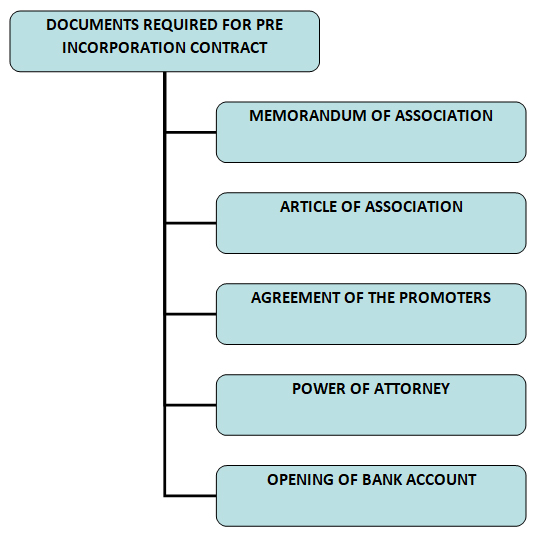 DOCUMENTS REQUIRED FOR PRE
INCORPORATION CONTRACT
MEMORANDUM OF ASSOCIATION
ARTICLE OF ASSOCIATION
AGREEMENT OF THE PROMOTERS
POWER OF ATTORNEY
OPENING OF BANK ACCOUNT